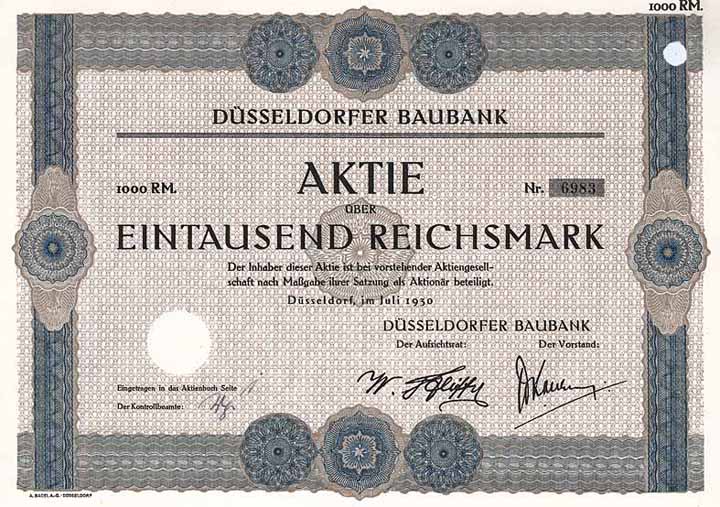 1000 RM.
DÜSSELDORFER BAUBANK
AKTIE
1000 RM.
Nr. 6983
ÜBER
EINTAUSEND REICHSMARK
Der Inhaber dieser Aktie ist bei vorstehender Aktiengesell-
schaft nach Maßgabe ihrer Satzung als Aktionär beteiligt.
Düsseldorf, im Juli 1930
DÜSSELDORFER BAUBANK
Der Aufsichtsrat: Der Vorstand:
Eingetragen in das Aktienbuch Seite
Der Kontrollbeamte:
A. BAGEL A.-G. · DÜSSELDORF